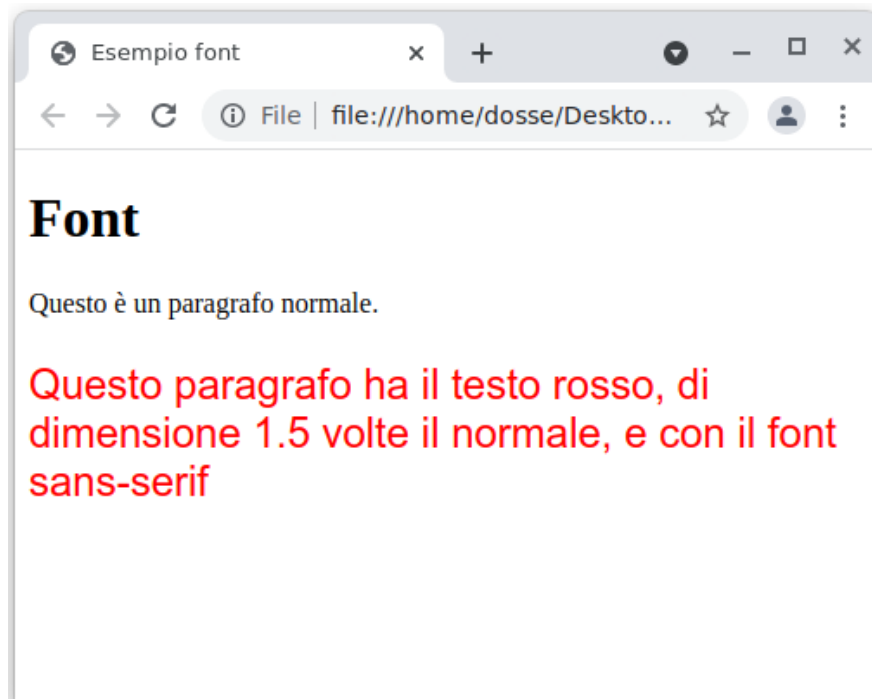 Esempio font
File file:///home/dosse/Deskto...
Font
Questo è un paragrafo normale.
Questo paragrafo ha il testo rosso, di
dimensione 1.5 volte il normale, e con il font
sans-serif